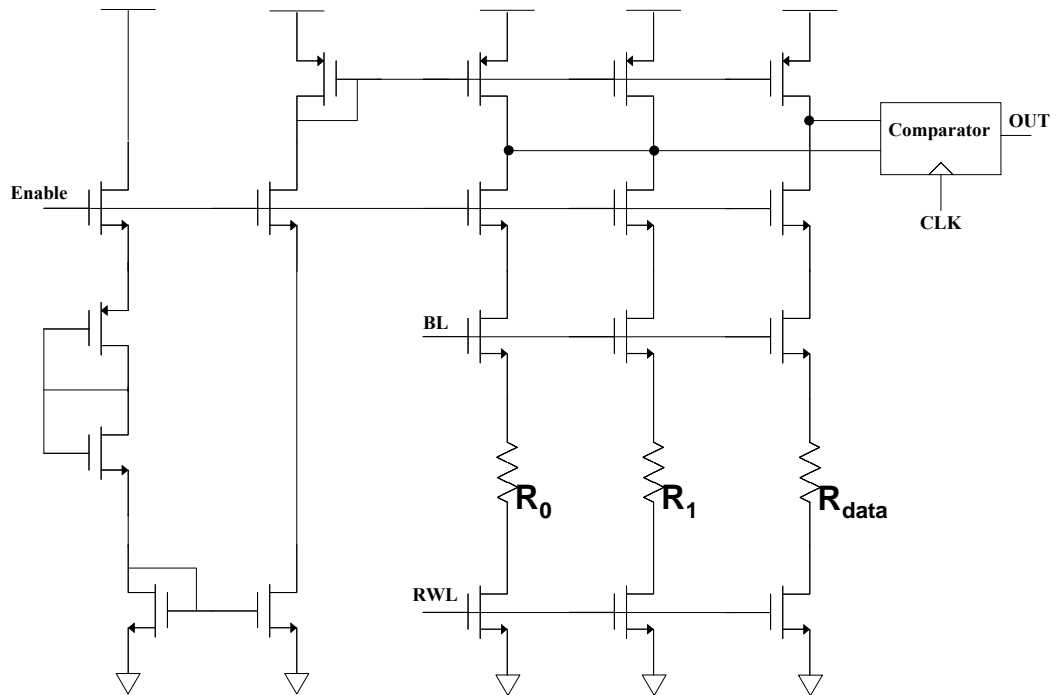 Comparator
OUT
Enable
CLK
BL
R0
R1
Rdata
RWL